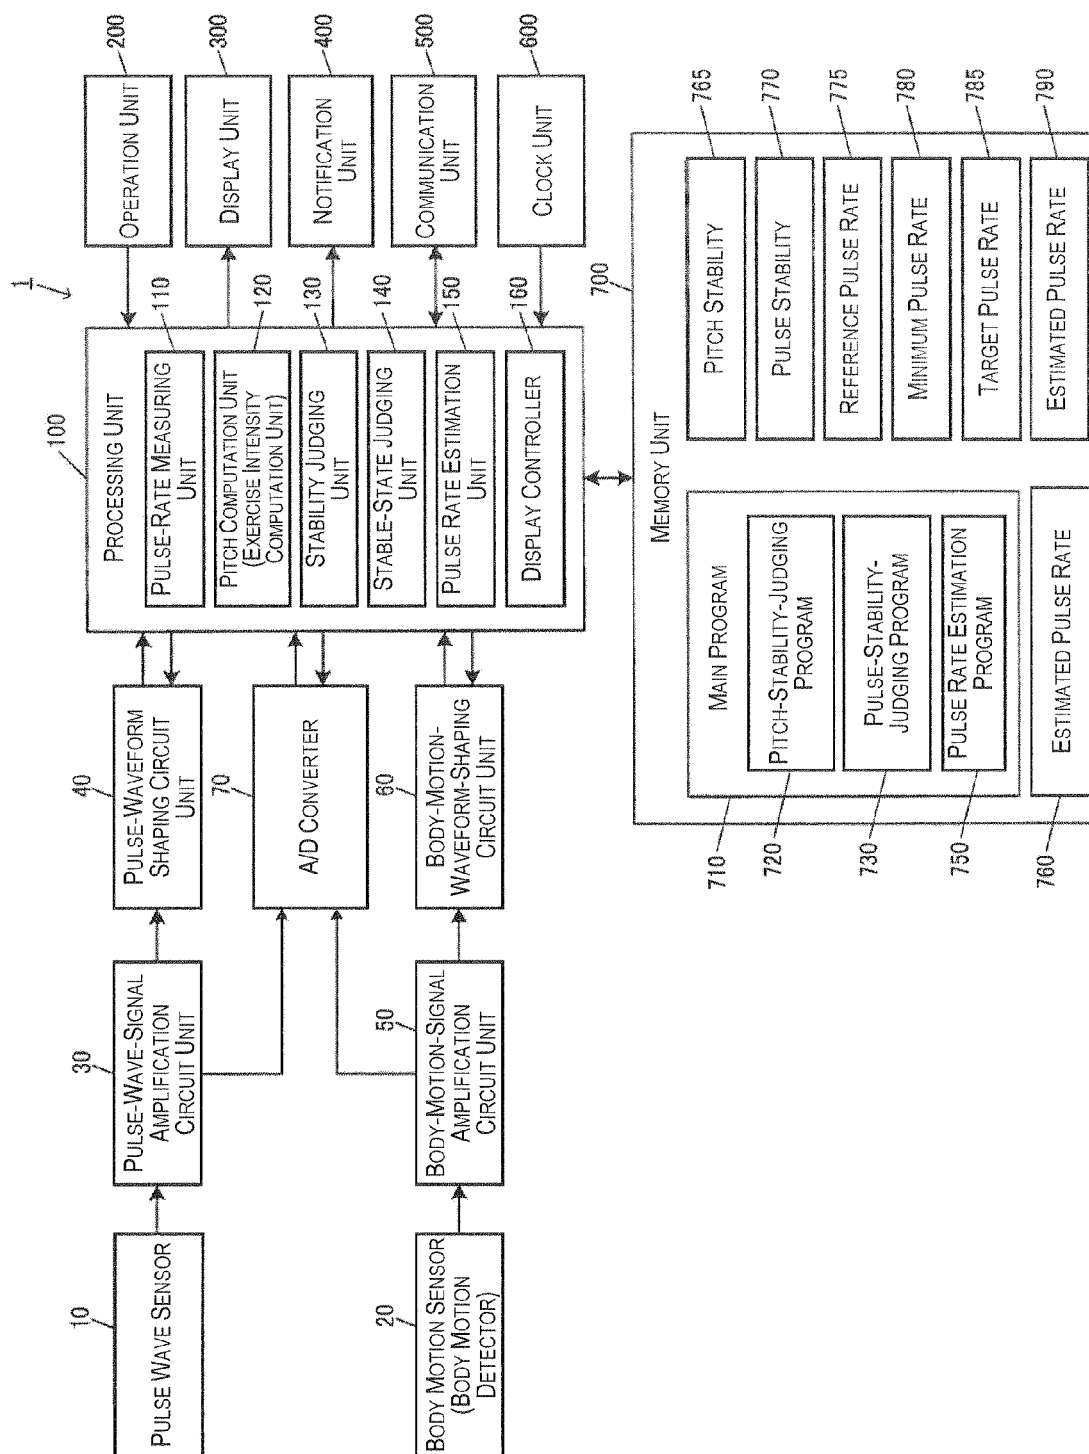 1
10
PULSE WAVE SENSOR
20
BODY MOTION SENSOR
(BODY MOTION
DETECTOR)
30
PULSE-WAVE-SIGNAL
AMPLIFICATION
CIRCUIT UNIT
50
BODY-MOTION-SIGNAL
AMPLIFICATION
CIRCUIT UNIT
40
PULSE-WAVEFORM
SHAPING CIRCUIT
UNIT
70
A/D CONVERTER
60
BODY-MOTION-
WAVEFORM-SHAPING
CIRCUIT UNIT
100
PROCESSING UNIT
PULSE-RATE MEASURING
UNIT
110
PITCH COMPUTATION UNIT
(EXERCISE INTENSITY
COMPUTATION UNIT)
120
STABILITY JUDGING
UNIT
130
STABLE-STATE JUDGING
UNIT
140
PULSE RATE ESTIMATION
UNIT
150
DISPLAY CONTROLLER
160
OPERATION UNIT
200
DISPLAY UNIT
300
NOTIFICATION
UNIT
400
COMMUNICATION
UNIT
500
CLOCK UNIT
600
700
MEMORY UNIT
710
MAIN PROGRAM
720
PITCH-STABILITY-JUDGING
PROGRAM
730
PULSE-STABILITY-
JUDGING PROGRAM
750
PULSE RATE ESTIMATION
PROGRAM
760
ESTIMATED PULSE RATE
PITCH STABILITY
765
PULSE STABILITY
770
REFERENCE PULSE RATE
775
MINIMUM PULSE RATE
780
TARGET PULSE RATE
785
ESTIMATED PULSE RATE
790